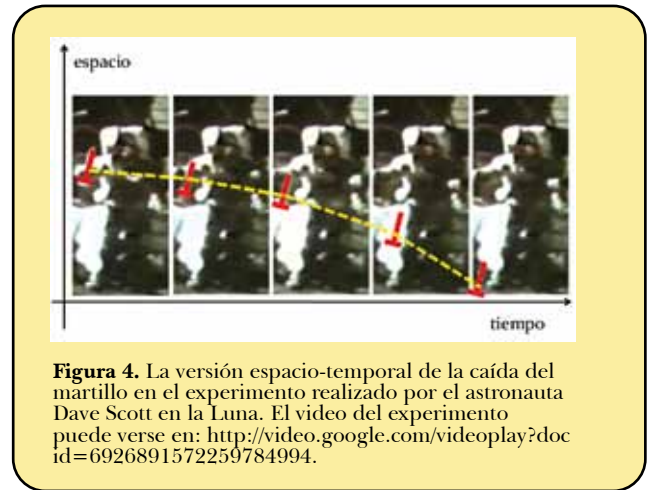 espacio
tiempo
Figura 4. La versión espacio-temporal de la caída del
martillo en el experimento realizado por el astronauta
Dave Scott en la Luna. El video del experimento
puede verse en: http://video.google.com/videoplay?doc
id=6926891572259784994.